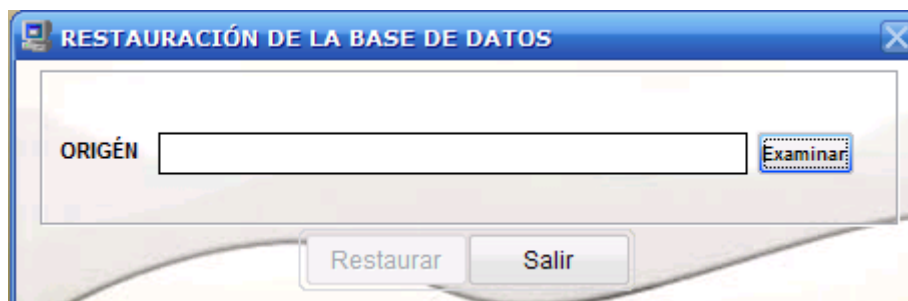 RESTAURACIÓN DE LA BASE DE DATOS
ORIGÉN Examinar
Restaurar Salir